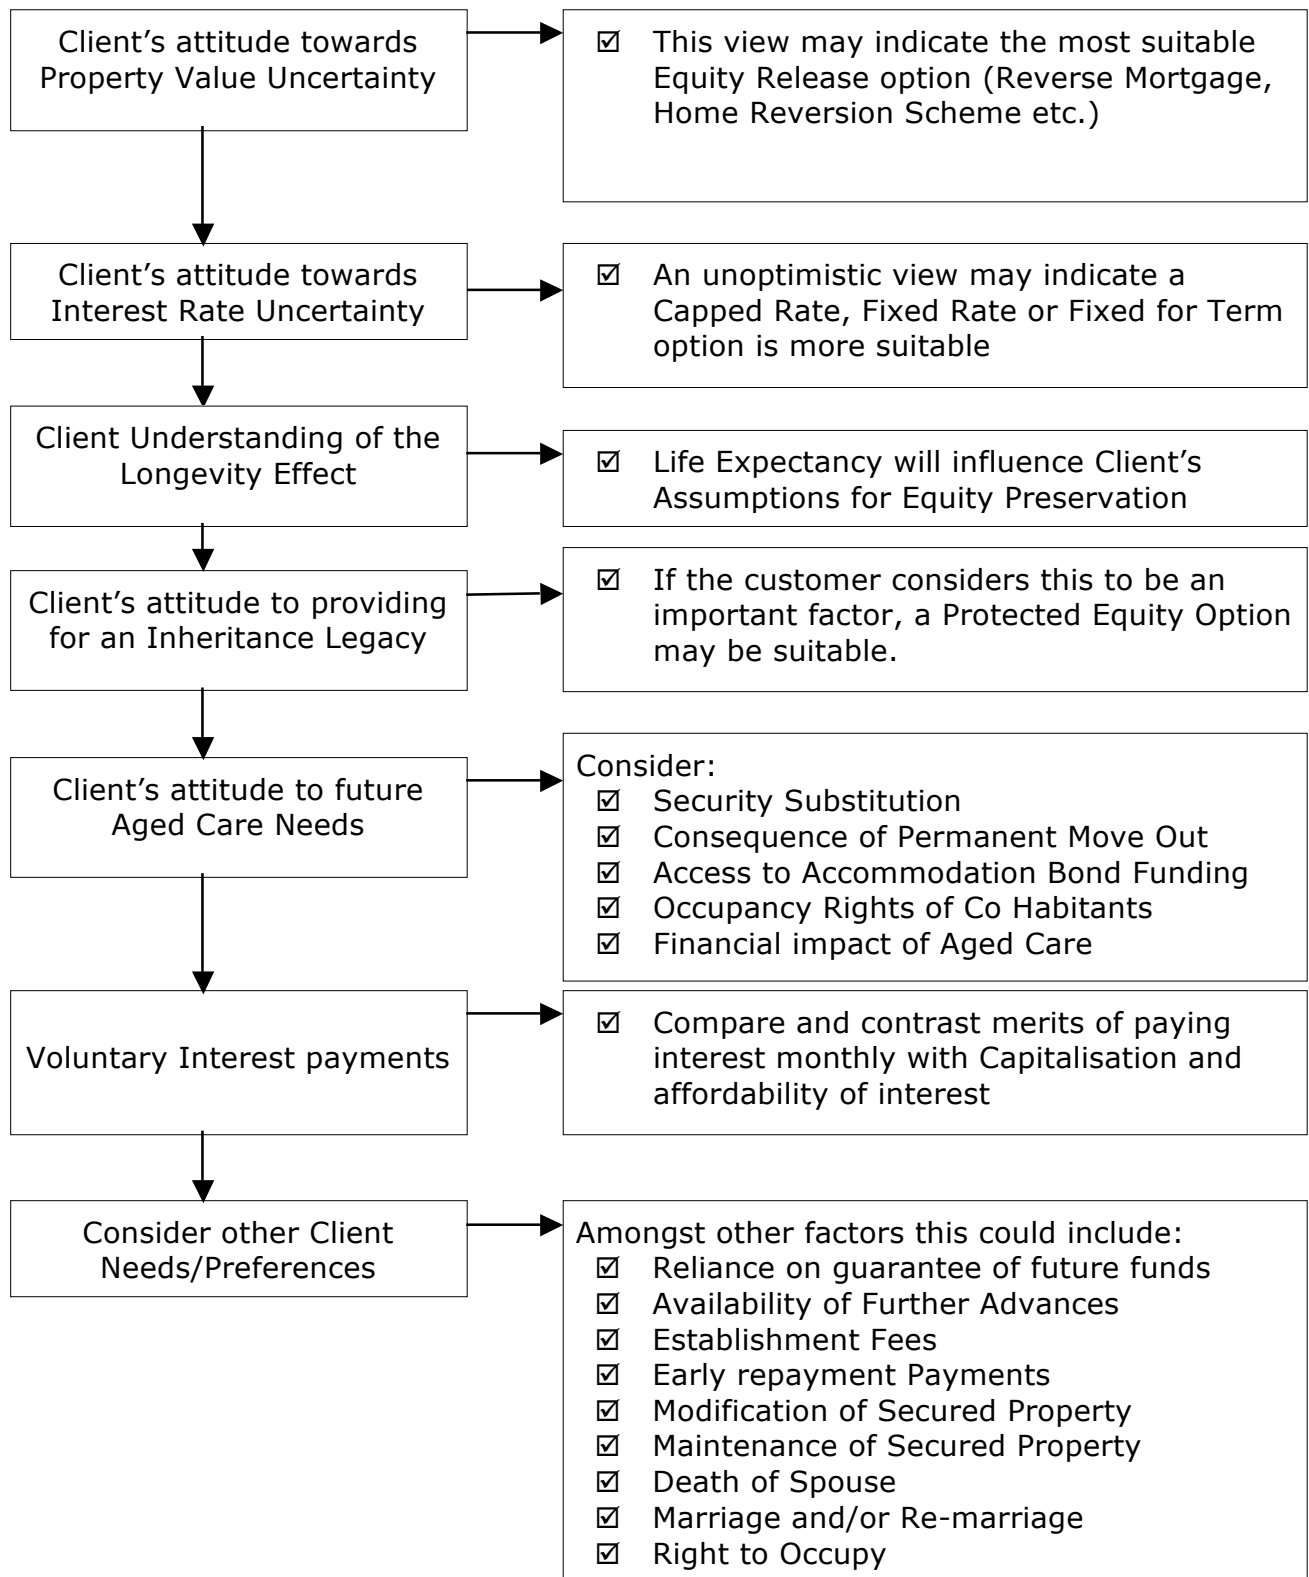 Client's attitude towards
Property Value Uncertainty
☑ This view may indicate the most suitable
Equity Release option (Reverse Mortgage,
Home Reversion Scheme etc.)
Client's attitude towards
Interest Rate Uncertainty
☑ An unoptimistic view may indicate a
Capped Rate, Fixed Rate or Fixed for Term
option is more suitable
Client Understanding of the
Longevity Effect
☑ Life Expectancy will influence Client's
Assumptions for Equity Preservation
Client's attitude to providing
for an Inheritance Legacy
☑ If the customer considers this to be an
important factor, a Protected Equity Option
may be suitable.
Client's attitude to future
Aged Care Needs
Consider:
☑ Security Substitution
☑ Consequence of Permanent Move Out
☑ Access to Accommodation Bond Funding
☑ Occupancy Rights of Co Habitants
☑ Financial impact of Aged Care
Voluntary Interest payments
☑ Compare and contrast merits of paying
interest monthly with Capitalisation and
affordability of interest
Consider other Client
Needs/Preferences
Amongst other factors this could include:
☑ Reliance on guarantee of future funds
☑ Availability of Further Advances
☑ Establishment Fees
☑ Early repayment Payments
☑ Modification of Secured Property
☑ Maintenance of Secured Property
☑ Death of Spouse
☑ Marriage and/or Re-marriage
☑ Right to Occupy